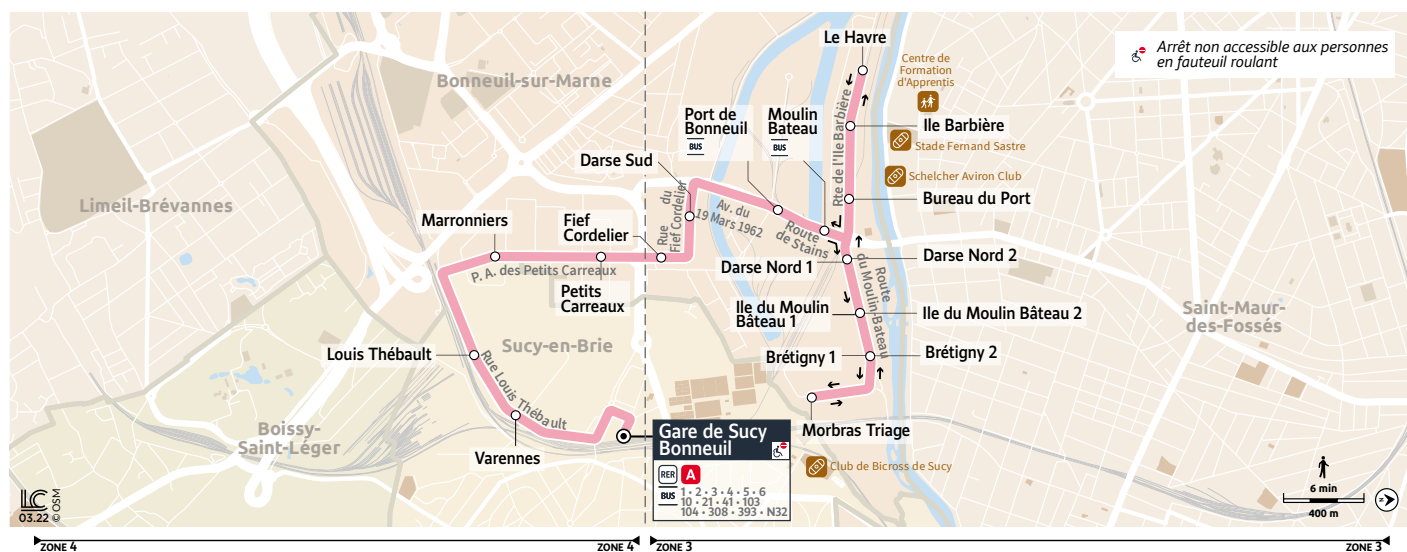 Le Havre
Arrêt non accessible aux personnes
en fauteuil roulant
Centre de
Formation
d'Apprentis
Bonneuil-sur-Marne
Rte de l'Ile Barbière
Port de
Bonneuil
BUS
Moulin
Bateau
BUS
Ile Barbière
Stade Fernand Sastre
Darse Sud
Schelcher Aviron Club
Limeil-Brévannes
Bureau du Port
Marronniers
Fief
Cordelier
Rue
du
Fief Cordelier
Av. du
19 Mars 1962
Route
de Stains
Darse Nord 1
Darse Nord 2
P. A. des Petits Carreaux
Petits
Carreaux
Route
du Moulin-Bateau
Ile du Moulin
Bâteau 1
Ile du Moulin Bâteau 2
Saint-Maur-
des-Fossés
Louis Thébault
Sucy-en-Brie
Brétigny 1
Brétigny 2
Rue Louis Thébault
Boissy-
Saint-Léger
Varennes
Gare de Sucy
Bonneuil
RER A
BUS
1 • 2 • 3 • 4 • 5 • 6
10 • 21 • 41 • 103
104 • 308 • 393 • N32
Morbras Triage
Club de Bicross de Sucy
6 min
400 m
N
LC
03.22
© OSM
ZONE 4
ZONE 4
ZONE 3
ZONE 3